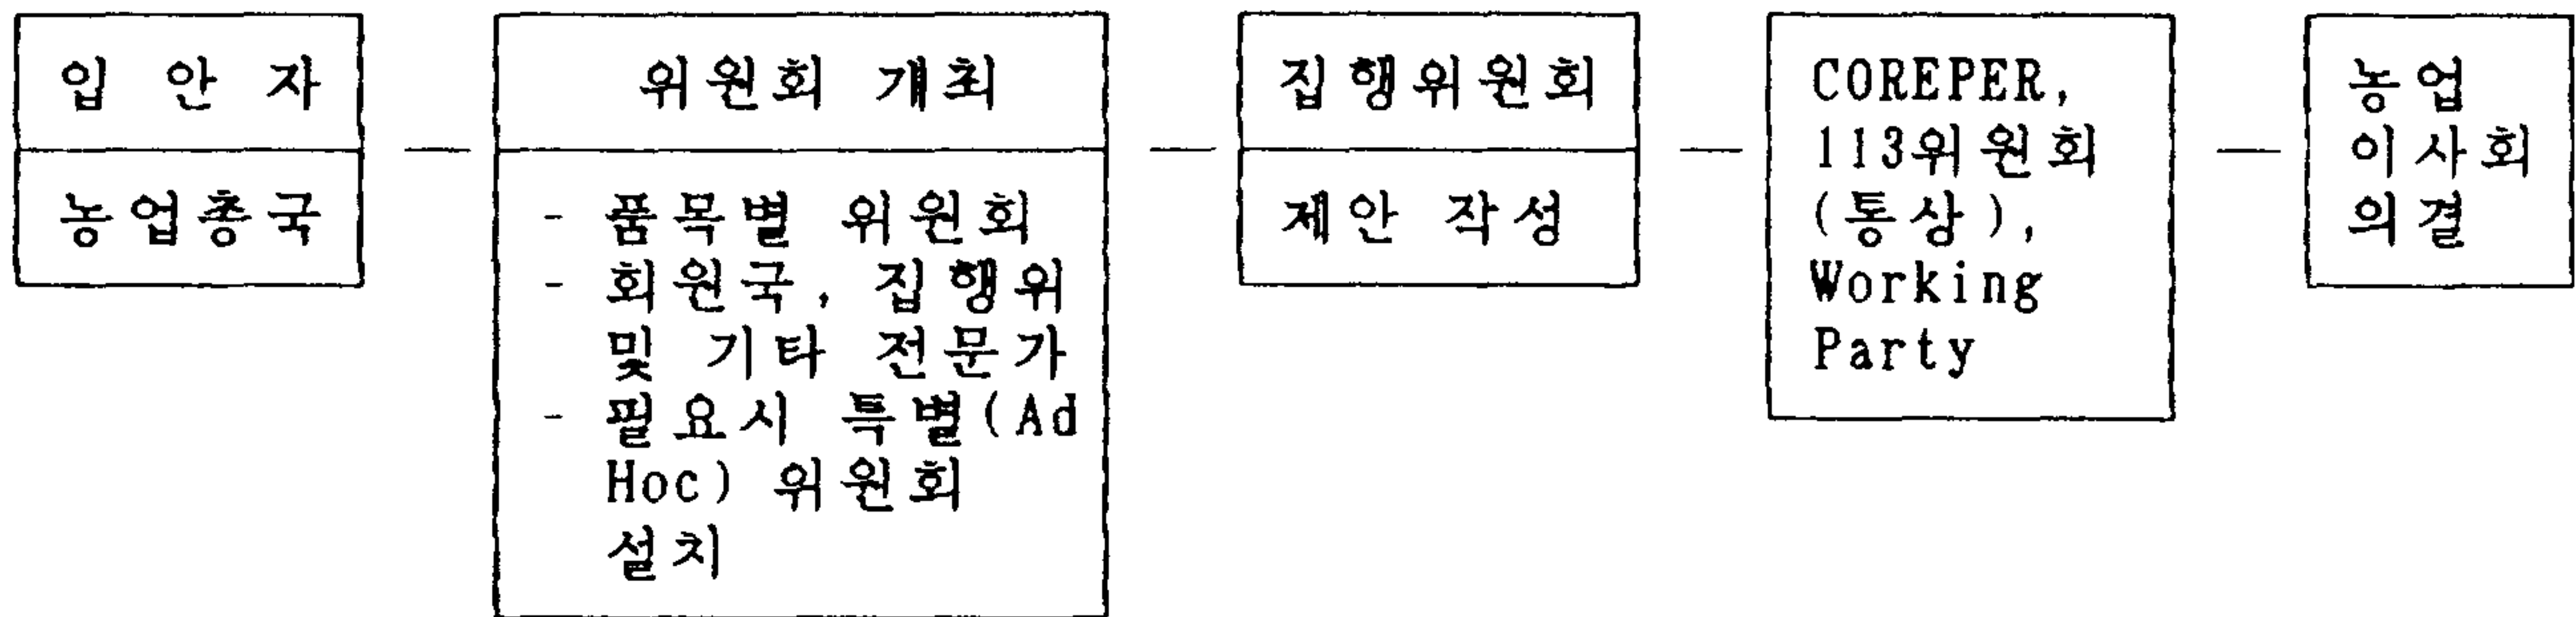 입 안 자
농업총국
위원회 개최
- 품목별 위원회
- 회원국, 집행위
및 기타 전문가
- 필요시 특별(Ad
Hoc) 위원회
설치
집행위원회
제안 작성
COREPER,
113위원회
(통상),
Working
Party
농업
이사회
의결